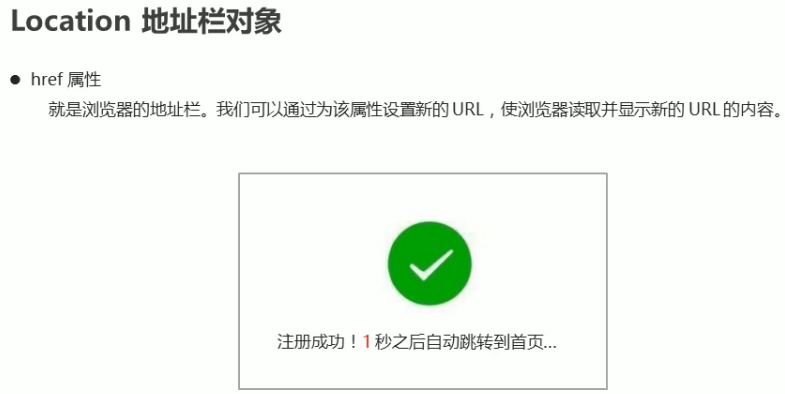 Location 地址栏对象
● href 属性
就是浏览器的地址栏。我们可以通过为该属性设置新的 URL，使浏览器读取并显示新的 URL 的内容。
注册成功！1 秒之后自动跳转到首页...